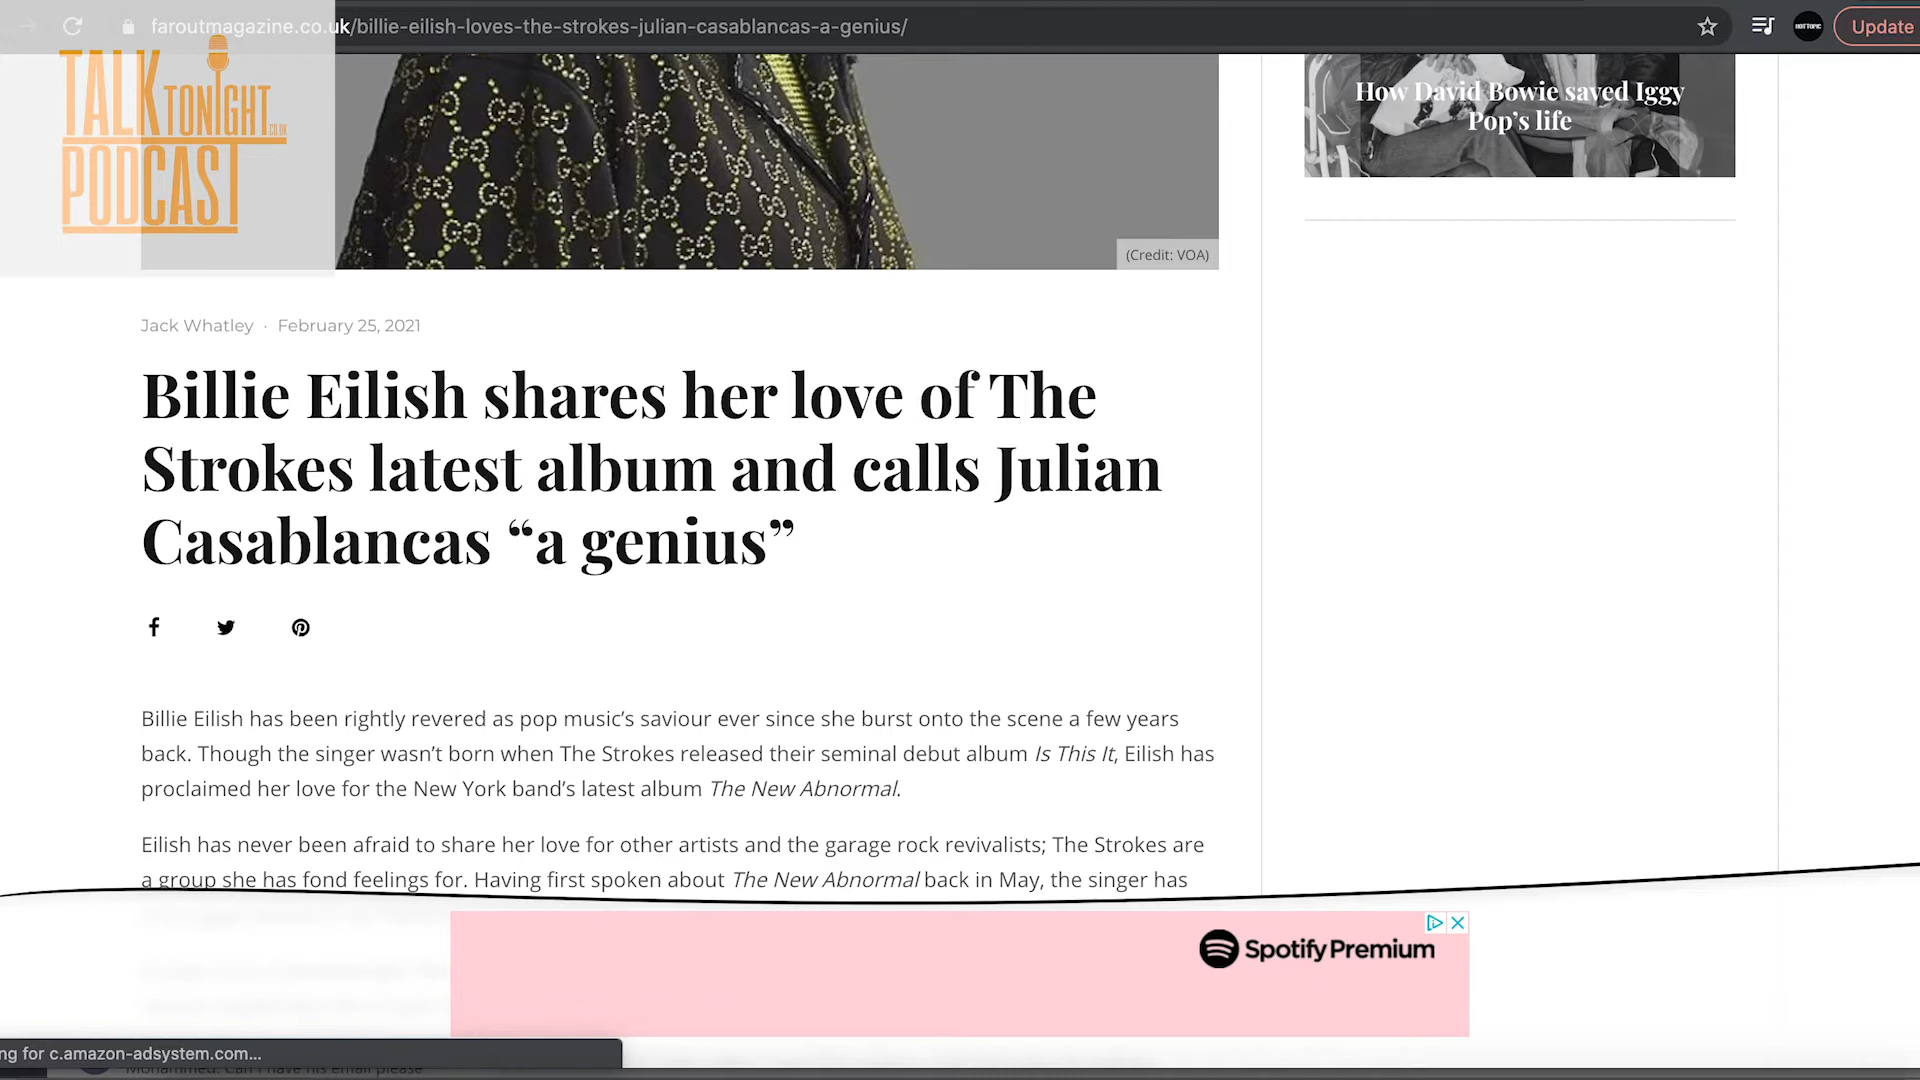 faroutmagazine.co.uk/billie-eilish-loves-the-strokes-julian-casablancas-a-genius/
HOTTOPIC
Update
TALK
TONIGHT
.CO.UK
PODCAST
How David Bowie saved Iggy
Pop's life
(Credit: VOA)
Jack Whatley · February 25, 2021
Billie Eilish shares her love of The
Strokes latest album and calls Julian
Casablancas “a genius”
Billie Eilish has been rightly revered as pop music's saviour ever since she burst onto the scene a few years
back. Though the singer wasn't born when The Strokes released their seminal debut album Is This It, Eilish has
proclaimed her love for the New York band's latest album The New Abnormal.
Eilish has never been afraid to share her love for other artists and the garage rock revivalists; The Strokes are
a group she has fond feelings for. Having first spoken about The New Abnormal back in May, the singer has
Spotify Premium
ng for c.amazon-adsystem.com...
Mohammed: Can I have his email please